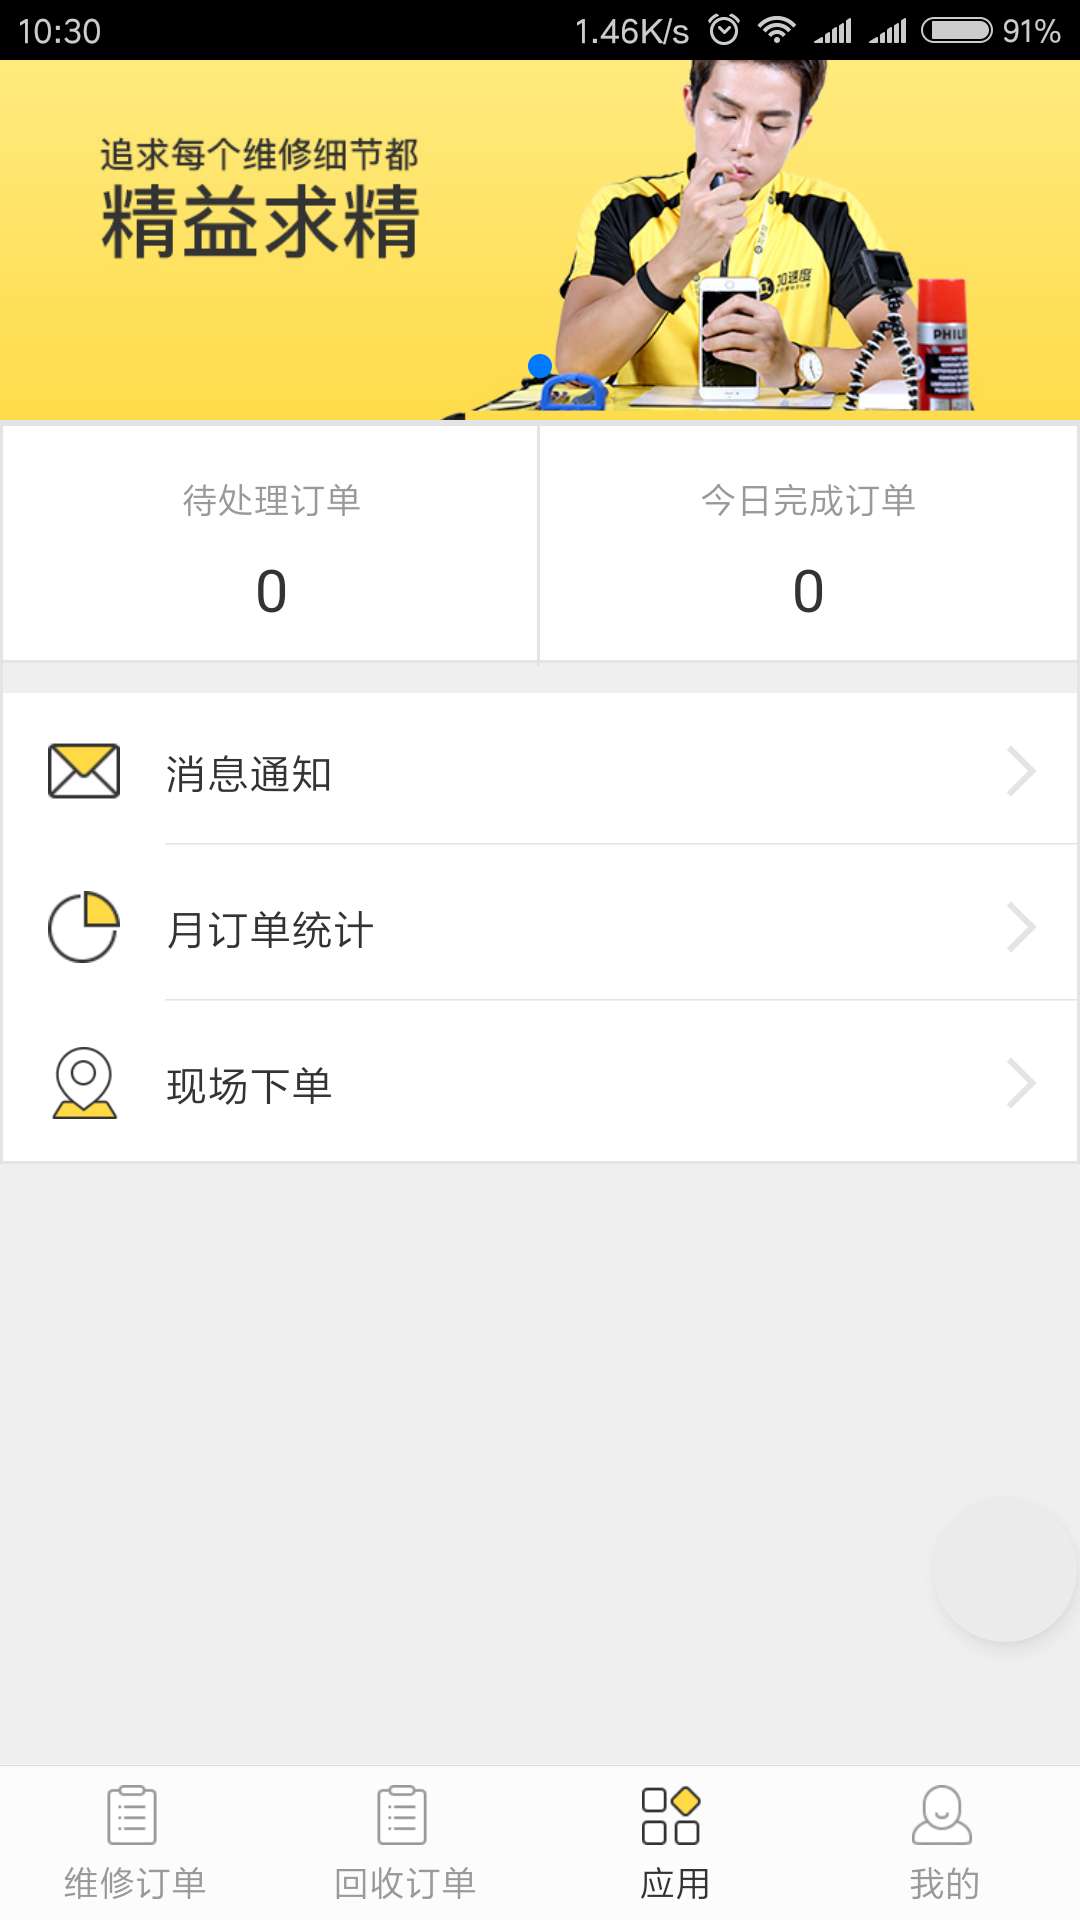 10:30 1.46K/s 91%
追求每个维修细节都
精益求精
加速度
PHILI
待处理订单 今日完成订单
0 0
消息通知
月订单统计
现场下单
维修订单 回收订单 应用 我的